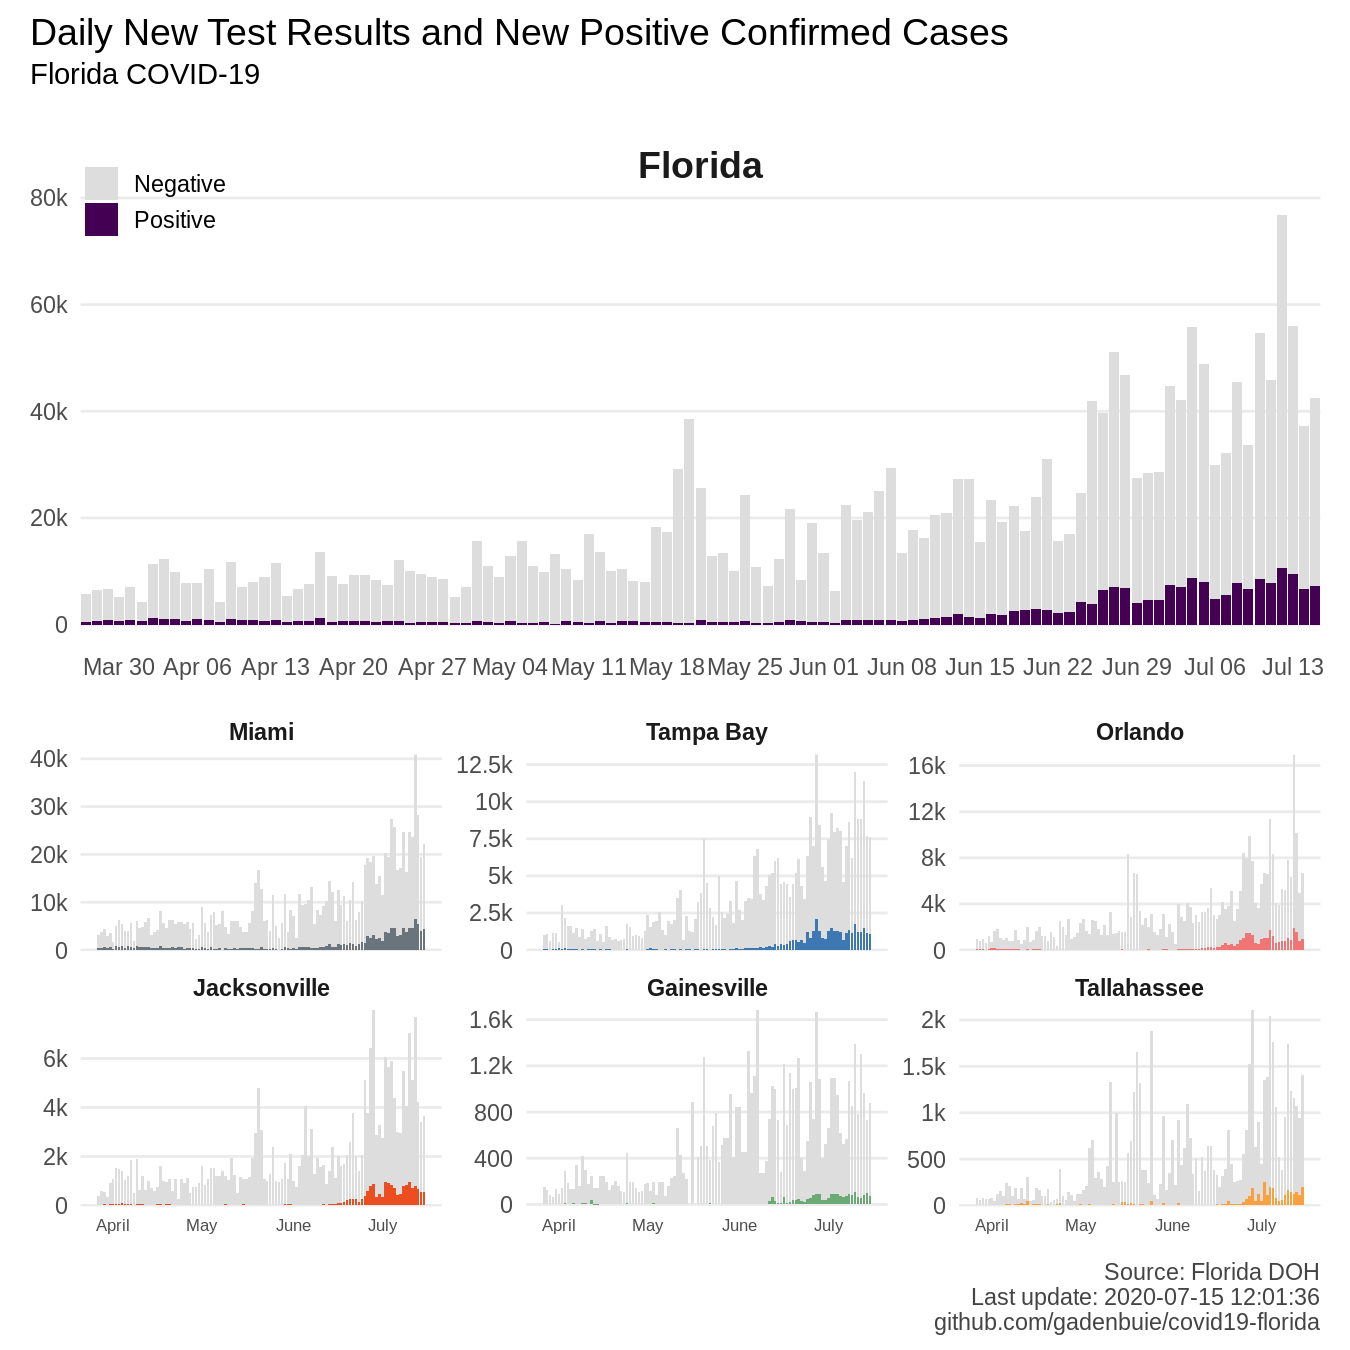 Daily New Test Results and New Positive Confirmed Cases
Florida COVID-19
Florida
Negative
Positive
80k
60k
40k
20k
0
Mar 30 Apr 06 Apr 13 Apr 20 Apr 27 May 04 May 11 May 18 May 25 Jun 01 Jun 08 Jun 15 Jun 22 Jun 29 Jul 06 Jul 13
Miami
40k
30k
20k
10k
0
Tampa Bay
12.5k
10k
7.5k
5k
2.5k
0
Orlando
16k
12k
8k
4k
0
Jacksonville
6k
4k
2k
0
April May June July
Gainesville
1.6k
1.2k
800
400
0
April May June July
Tallahassee
2k
1.5k
1k
500
0
April May June July
Source: Florida DOH
Last update: 2020-07-15 12:01:36
github.com/gadenbuie/covid19-florida